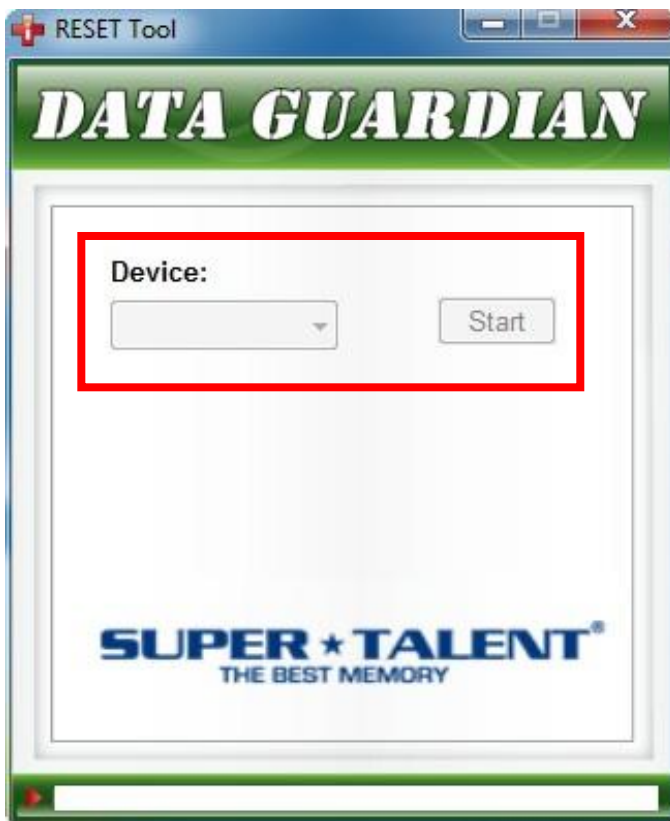 RESET Tool
DATA GUARDIAN
Device:
Start
SUPER★TALENT®
THE BEST MEMORY